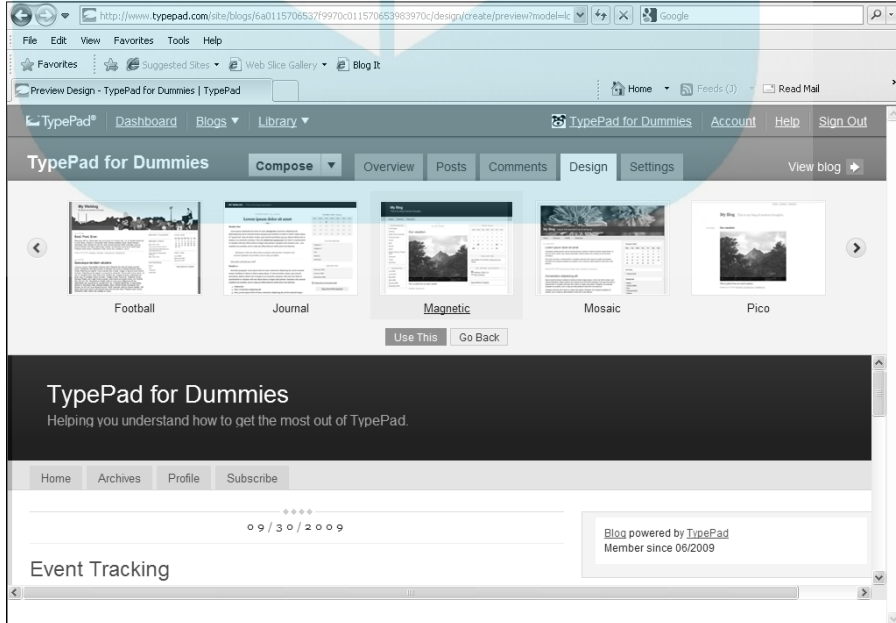 http://www.typepad.com/site/blogs/6a0115706537f9970c011570653983970c/design/create/preview?model=lc
Google
File Edit View Favorites Tools Help
Favorites Suggested Sites Web Slice Gallery Blog It
Preview Design - TypePad for Dummies | TypePad
Home Feeds (J) Read Mail
TypePad® Dashboard Blogs Library TypePad for Dummies Account Help Sign Out
TypePad for Dummies Compose Overview Posts Comments Design Settings View blog
Football Journal Magnetic Mosaic Pico
Use This Go Back
TypePad for Dummies
Helping you understand how to get the most out of TypePad.
Home Archives Profile Subscribe
09/30/2009
Blog powered by TypePad
Member since 06/2009
Event Tracking